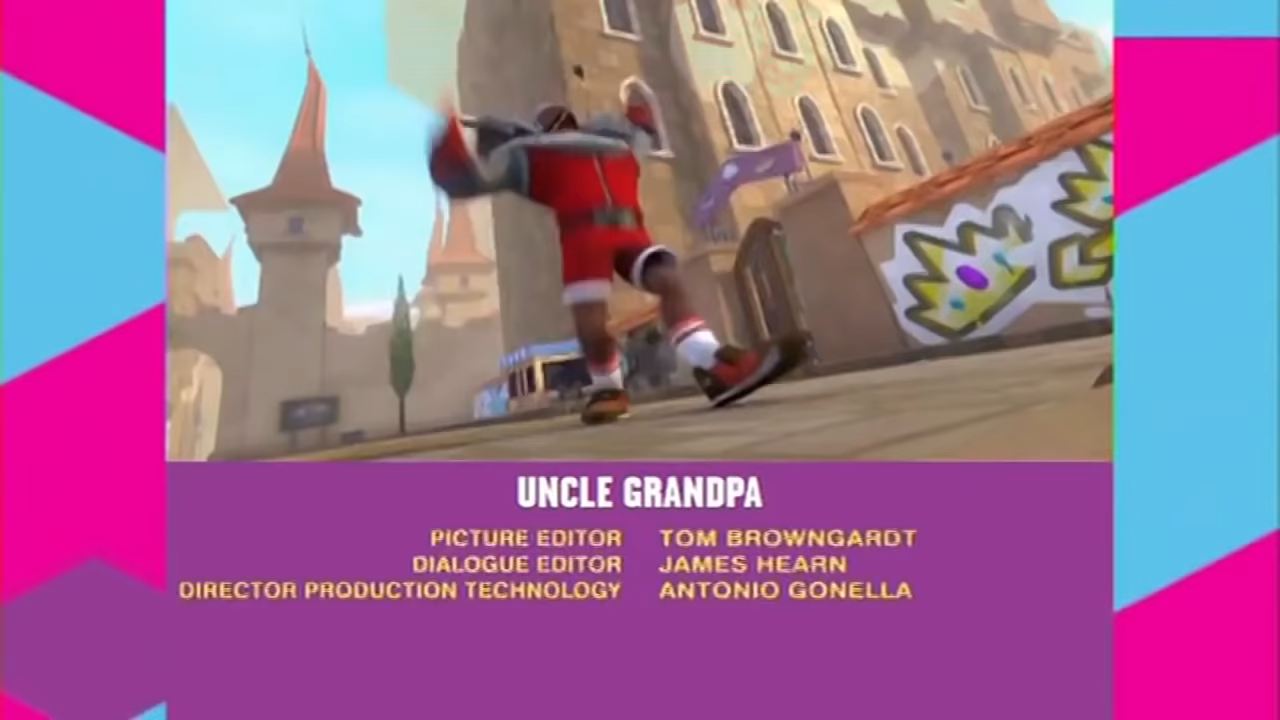 UNCLE GRANDPA
PICTURE EDITOR TOM BROWNGARDT
DIALOGUE EDITOR JAMES HEARN
DIRECTOR PRODUCTION TECHNOLOGY ANTONIO GONELLA